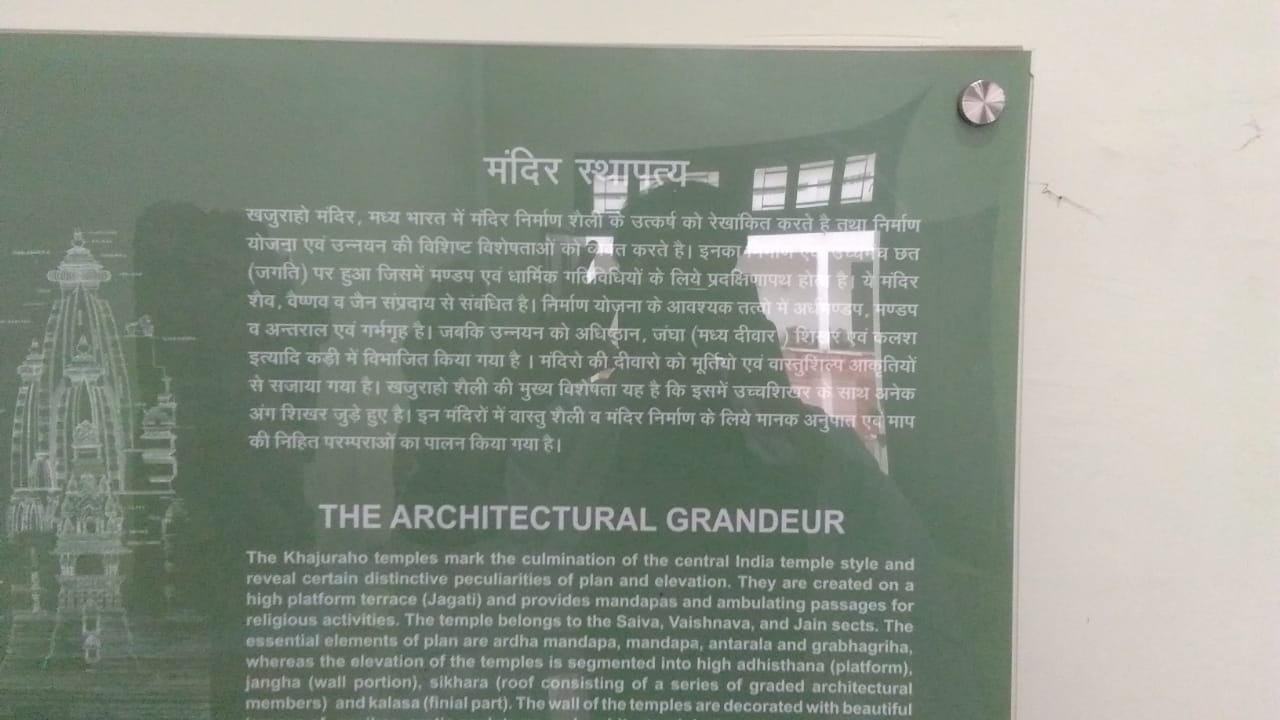 मंदिर स्थापत्य
खजुराहो मंदिर, मध्य भारत में मंदिर निर्माण शैली के उत्कर्ष को रेखांकित करते है तथा निर्माण
योजना एवं उन्नयन की विशिष्ट विशेषताओं को व्यक्त करते है। इनका निर्माण एक उच्चमंच छत
(जगति) पर हुआ जिसमें मण्डप एवं धार्मिक गतिविधियों के लिये प्रदक्षिणापथ होता है। ये मंदिर
शैव, वैष्णव व जैन संप्रदाय से संबंधित है। निर्माण योजना के आवश्यक तत्वो मे अर्धमण्डप, मण्डप
व अन्तराल एवं गर्भगृह है। जबकि उन्नयन को अधिष्ठान, जंघा (मध्य दीवार ) शिखर एवं कलश
इत्यादि कड़ी में विभाजित किया गया है । मंदिरो की दीवारो को मूर्तियो एवं वास्तुशिल्प आकृतियों
से सजाया गया है। खजुराहो शैली की मुख्य विशेषता यह है कि इसमें उच्चशिखर के साथ अनेक
अंग शिखर जुड़े हुए है। इन मंदिरों में वास्तु शैली व मंदिर निर्माण के लिये मानक अनुपात एवं माप
की निहित परम्पराओं का पालन किया गया है।
THE ARCHITECTURAL GRANDEUR
The Khajuraho temples mark the culmination of the central India temple style and
reveal certain distinctive peculiarities of plan and elevation. They are created on a
high platform terrace (Jagati) and provides mandapas and ambulating passages for
religious activities. The temple belongs to the Saiva, Vaishnava, and Jain sects. The
essential elements of plan are ardha mandapa, mandapa, antarala and grabhagriha,
whereas the elevation of the temples is segmented into high adhisthana (platform),
jangha (wall portion), sikhara (roof consisting of a series of graded architectural
members) and kalasa (finial part). The wall of the temples are decorated with beautiful